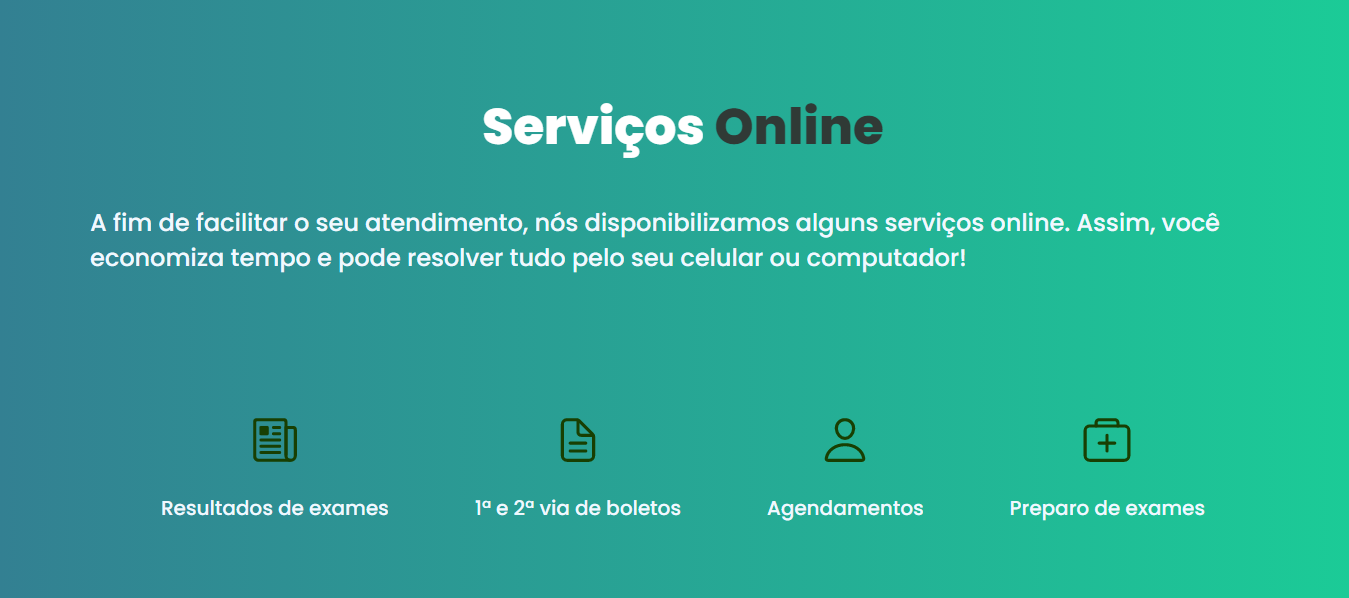 Serviços Online
A fim de facilitar o seu atendimento, nós disponibilizamos alguns serviços online. Assim, você
economiza tempo e pode resolver tudo pelo seu celular ou computador!
Resultados de exames
1ª e 2ª via de boletos
Agendamentos
Preparo de exames